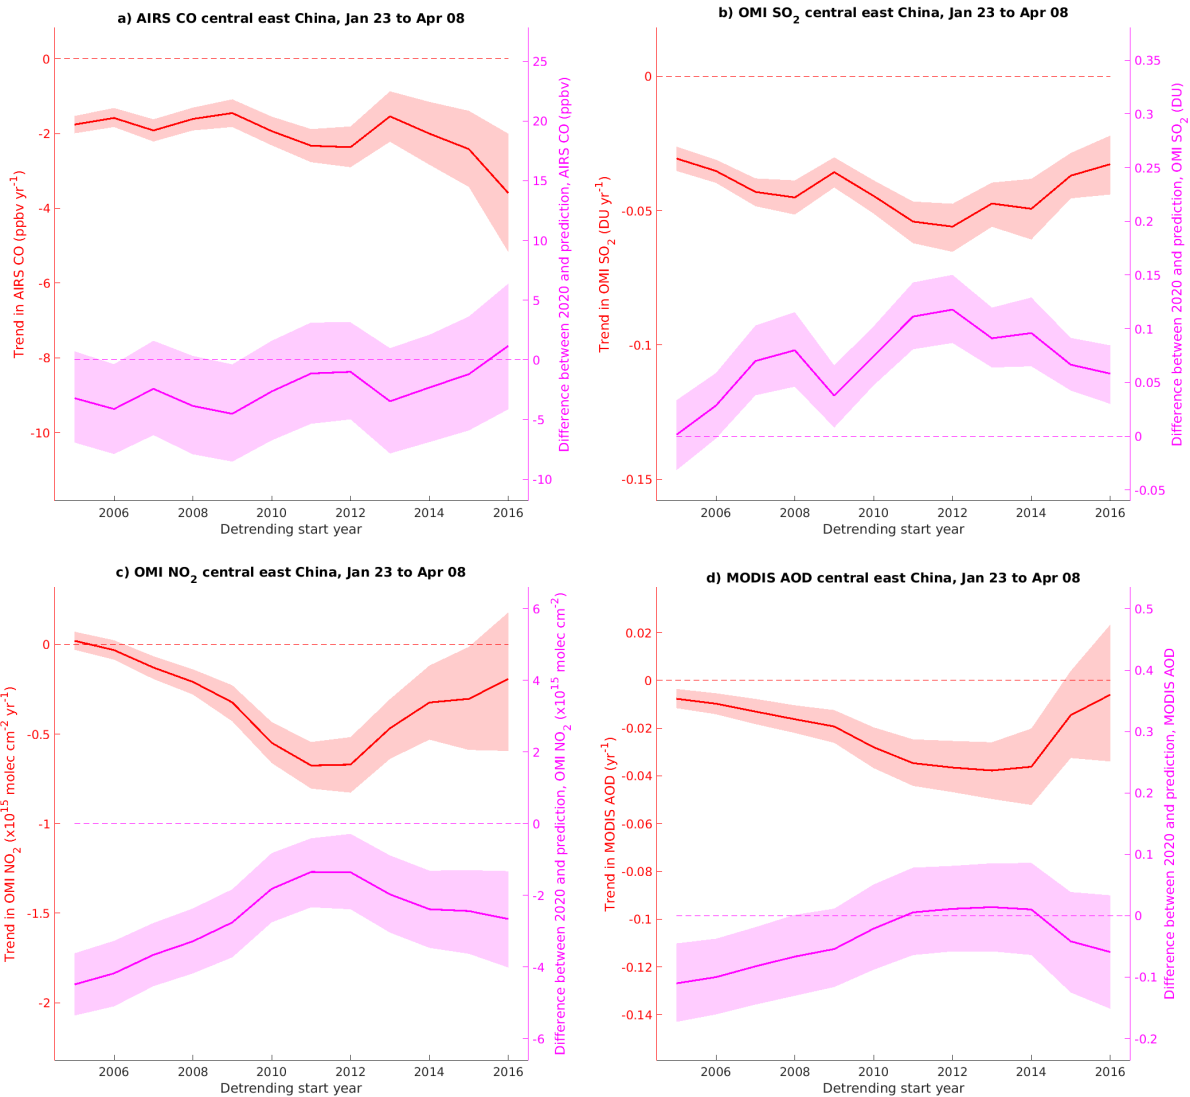 a) AIRS CO central east China, Jan 23 to Apr 08
0
-2
-4
-6
-8
-10
Trend in AIRS CO (ppbv yr-1)
25
20
15
10
5
0
-5
-10
Difference between 2020 and prediction, AIRS CO (ppbv)
2006 2008 2010 2012 2014 2016
Detrending start year
b) OMI SO2 central east China, Jan 23 to Apr 08
0
-0.05
-0.1
-0.15
Trend in OMI SO2 (DU yr-1)
0.35
0.3
0.25
0.2
0.15
0.1
0.05
0
-0.05
Difference between 2020 and prediction, OMI SO2 (DU)
2006 2008 2010 2012 2014 2016
Detrending start year
c) OMI NO2 central east China, Jan 23 to Apr 08
0
-0.5
-1
-1.5
-2
Trend in OMI NO2 (x1015 molec cm-2 yr-1)
6
4
2
0
-2
-4
-6
Difference between 2020 and prediction, OMI NO2 (x1015 molec cm-2)
2006 2008 2010 2012 2014 2016
Detrending start year
d) MODIS AOD central east China, Jan 23 to Apr 08
0.02
0
-0.02
-0.04
-0.06
-0.08
-0.1
-0.12
-0.14
Trend in MODIS AOD (yr-1)
0.5
0.4
0.3
0.2
0.1
0
-0.1
-0.2
Difference between 2020 and prediction, MODIS AOD
2006 2008 2010 2012 2014 2016
Detrending start year